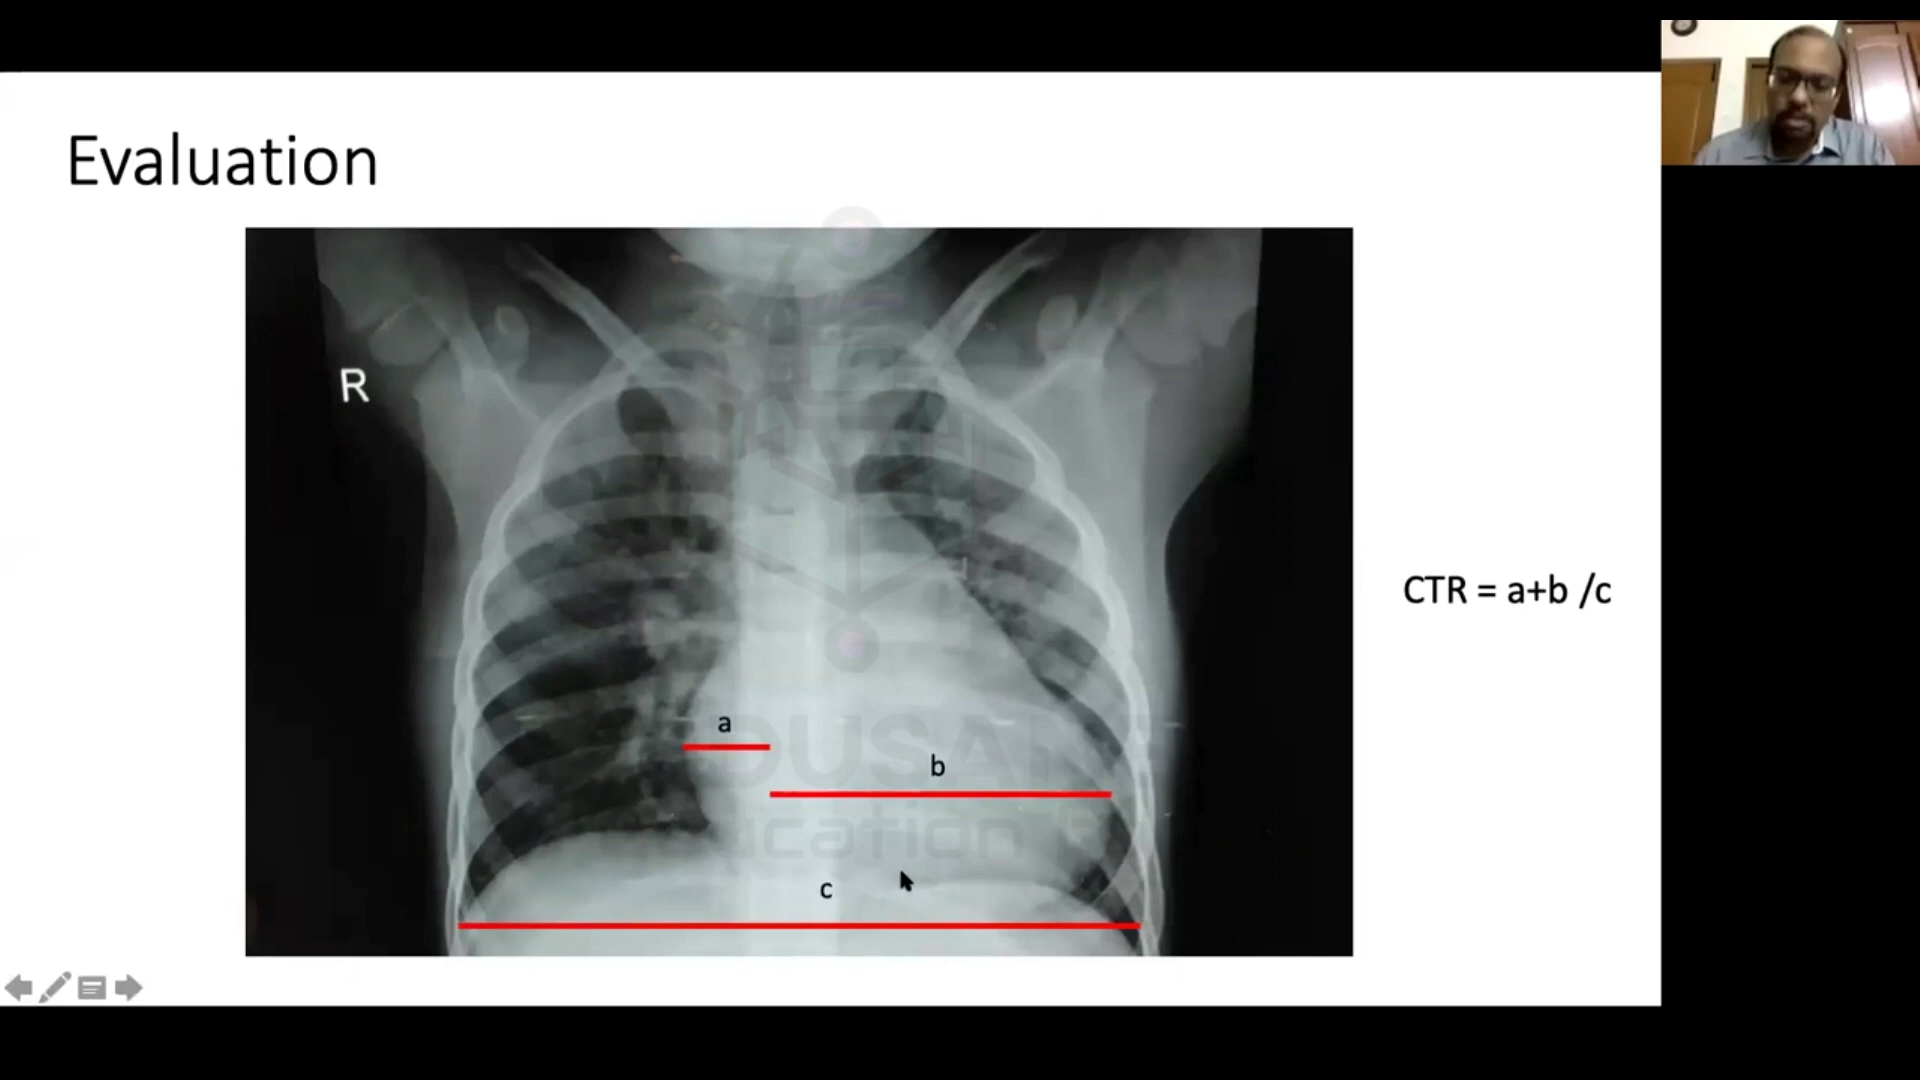 Evaluation
R
CTR = a+b /c
a
b
c